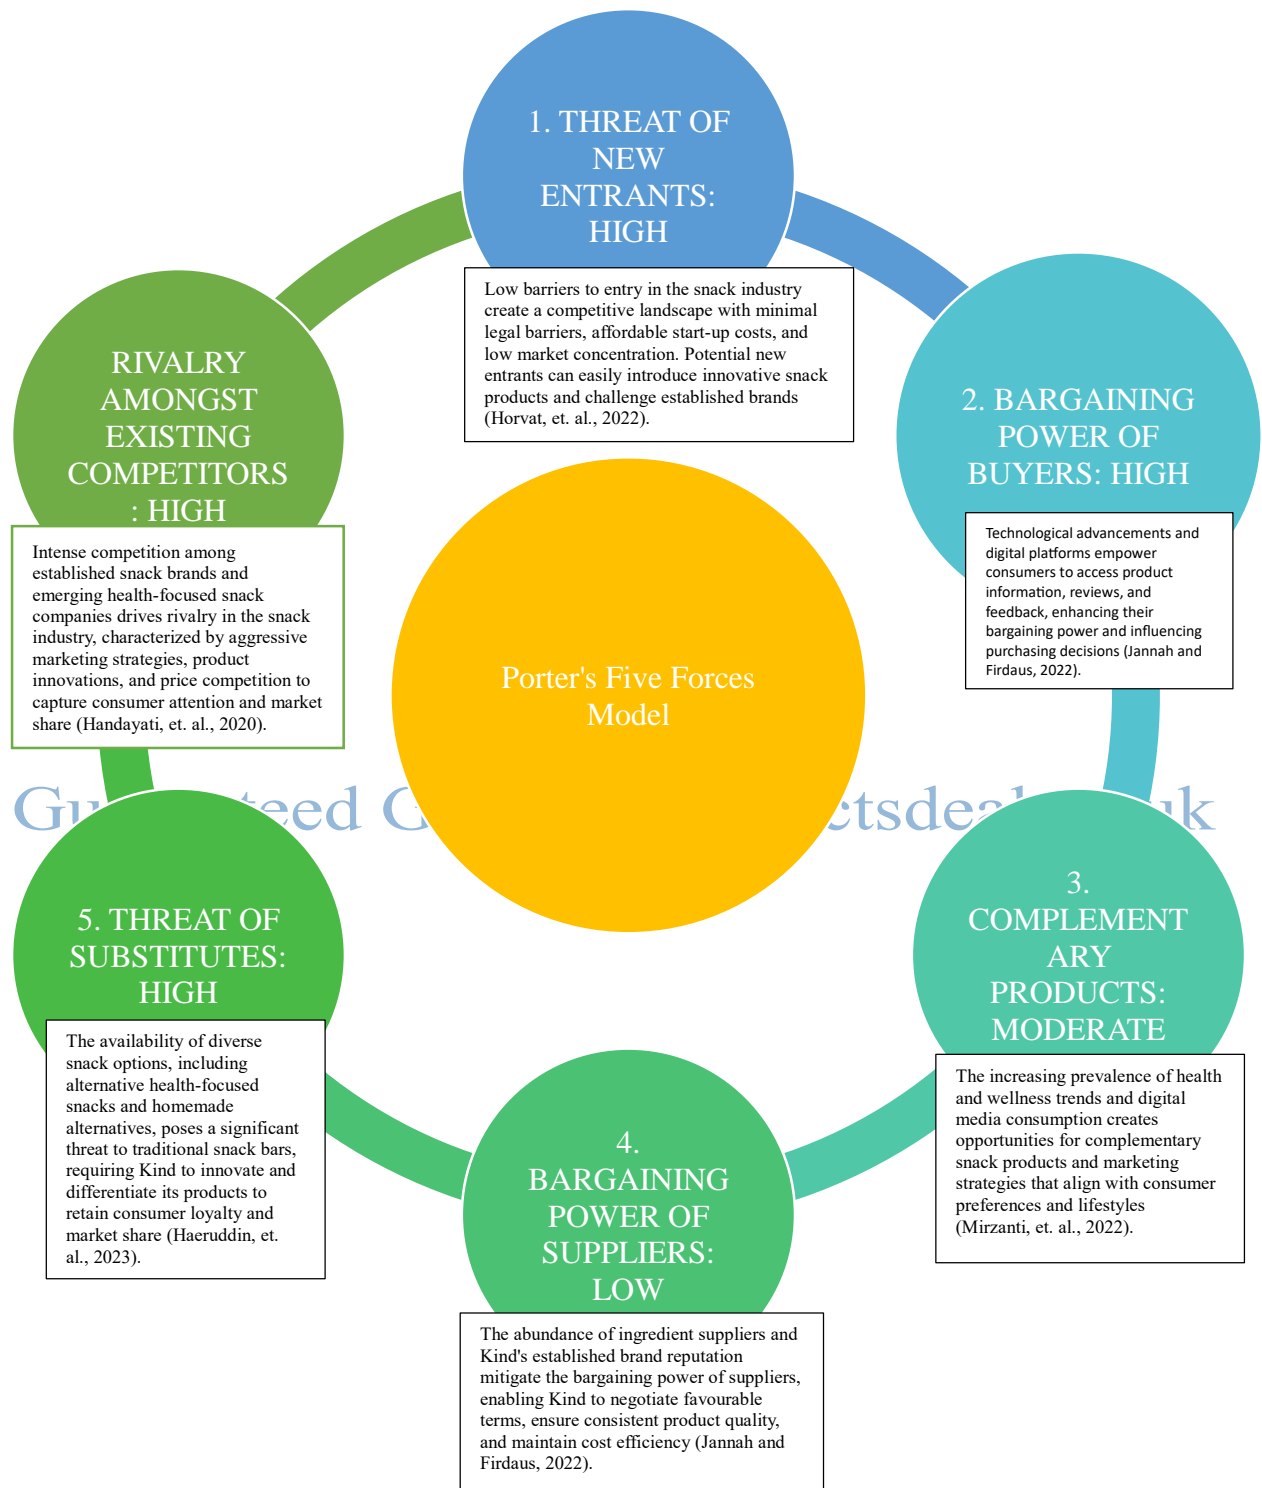 1. THREAT OF
NEW
ENTRANTS:
HIGH
Low barriers to entry in the snack industry
create a competitive landscape with minimal
legal barriers, affordable start-up costs, and
low market concentration. Potential new
entrants can easily introduce innovative snack
products and challenge established brands
(Horvat, et. al., 2022).
2. BARGAINING
POWER OF
BUYERS: HIGH
Technological advancements and
digital platforms empower
consumers to access product
information, reviews, and
feedback, enhancing their
bargaining power and influencing
purchasing decisions (Jannah and
Firdaus, 2022).
3.
COMPLEMENT
ARY
PRODUCTS:
MODERATE
The increasing prevalence of health
and wellness trends and digital
media consumption creates
opportunities for complementary
snack products and marketing
strategies that align with consumer
preferences and lifestyles
(Mirzanti, et. al., 2022).
4.
BARGAINING
POWER OF
SUPPLIERS:
LOW
The abundance of ingredient suppliers and
Kind's established brand reputation
mitigate the bargaining power of suppliers,
enabling Kind to negotiate favourable
terms, ensure consistent product quality,
and maintain cost efficiency (Jannah and
Firdaus, 2022).
5. THREAT OF
SUBSTITUTES:
HIGH
The availability of diverse
snack options, including
alternative health-focused
snacks and homemade
alternatives, poses a significant
threat to traditional snack bars,
requiring Kind to innovate and
differentiate its products to
retain consumer loyalty and
market share (Haeruddin, et.
al., 2023).
RIVALRY
AMONGST
EXISTING
COMPETITORS
: HIGH
Intense competition among
established snack brands and
emerging health-focused snack
companies drives rivalry in the snack
industry, characterized by aggressive
marketing strategies, product
innovations, and price competition to
capture consumer attention and market
share (Handayati, et. al., 2020).
Porter's Five Forces
Model